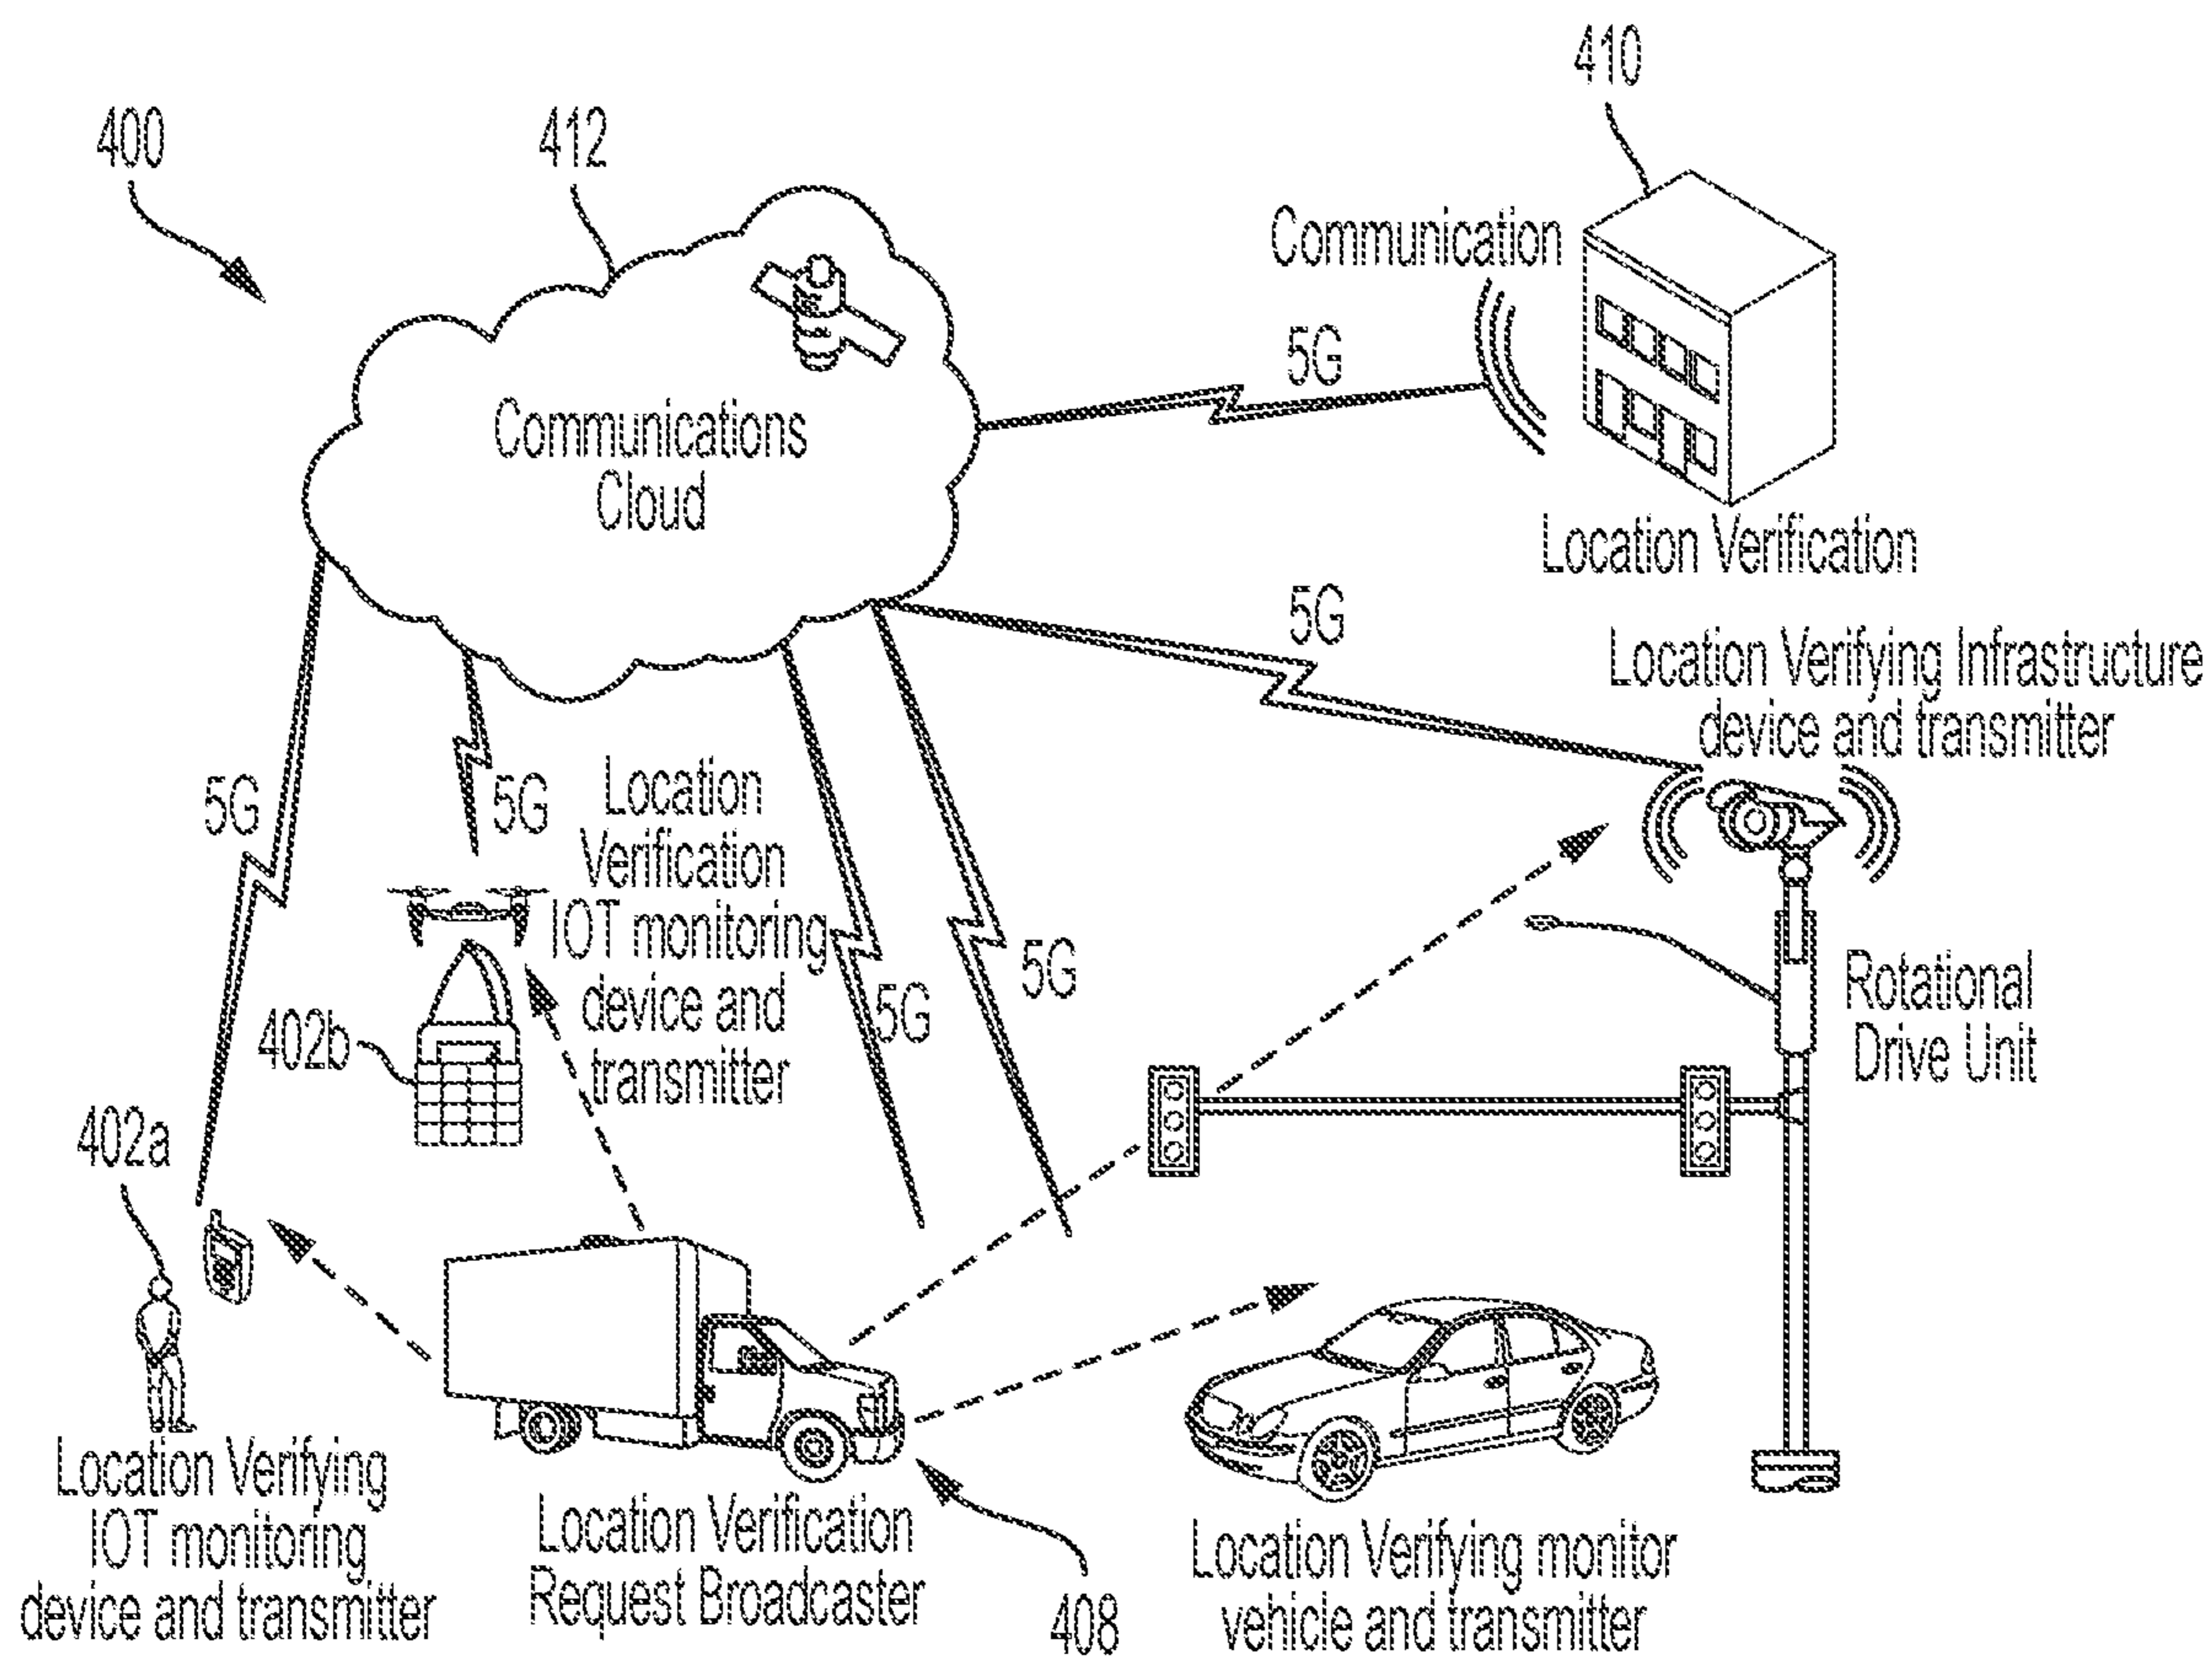 410
400
412
Communication
5G
Communications
Cloud
Location Verification
5G
Location Verifying Infrastructure
device and transmitter
5G
5G
Location
Verification
IOT monitoring
device and
transmitter
5G
5G
Rotational
Drive Unit
402b
402a
Location Verifying
IOT monitoring
device and transmitter
Location Verification
Request Broadcaster
408
Location Verifying monitor
vehicle and transmitter